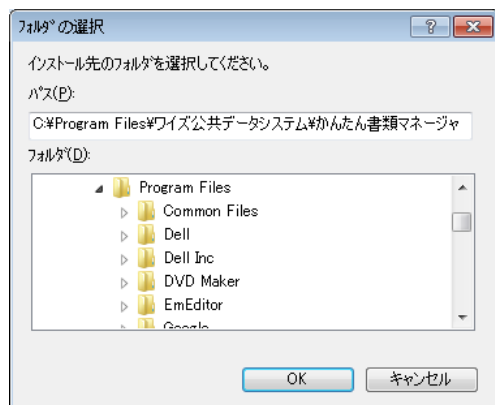 フォルダの選択
インストール先のフォルダを選択してください。
パス(P):
C:¥Program Files¥ワイズ公共データシステム¥かんたん書類マネージャ
フォルダ(D):
Program Files
Common Files
Dell
Dell Inc
DVD Maker
EmEditor
Google
OK
キャンセル